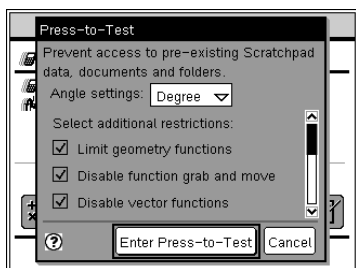 Press-to-Test
Prevent access to pre-existing Scratchpad
data, documents and folders.
Angle settings: Degree
Select additional restrictions:
Limit geometry functions
Disable function grab and move
Disable vector functions
? Enter Press-to-Test Cancel